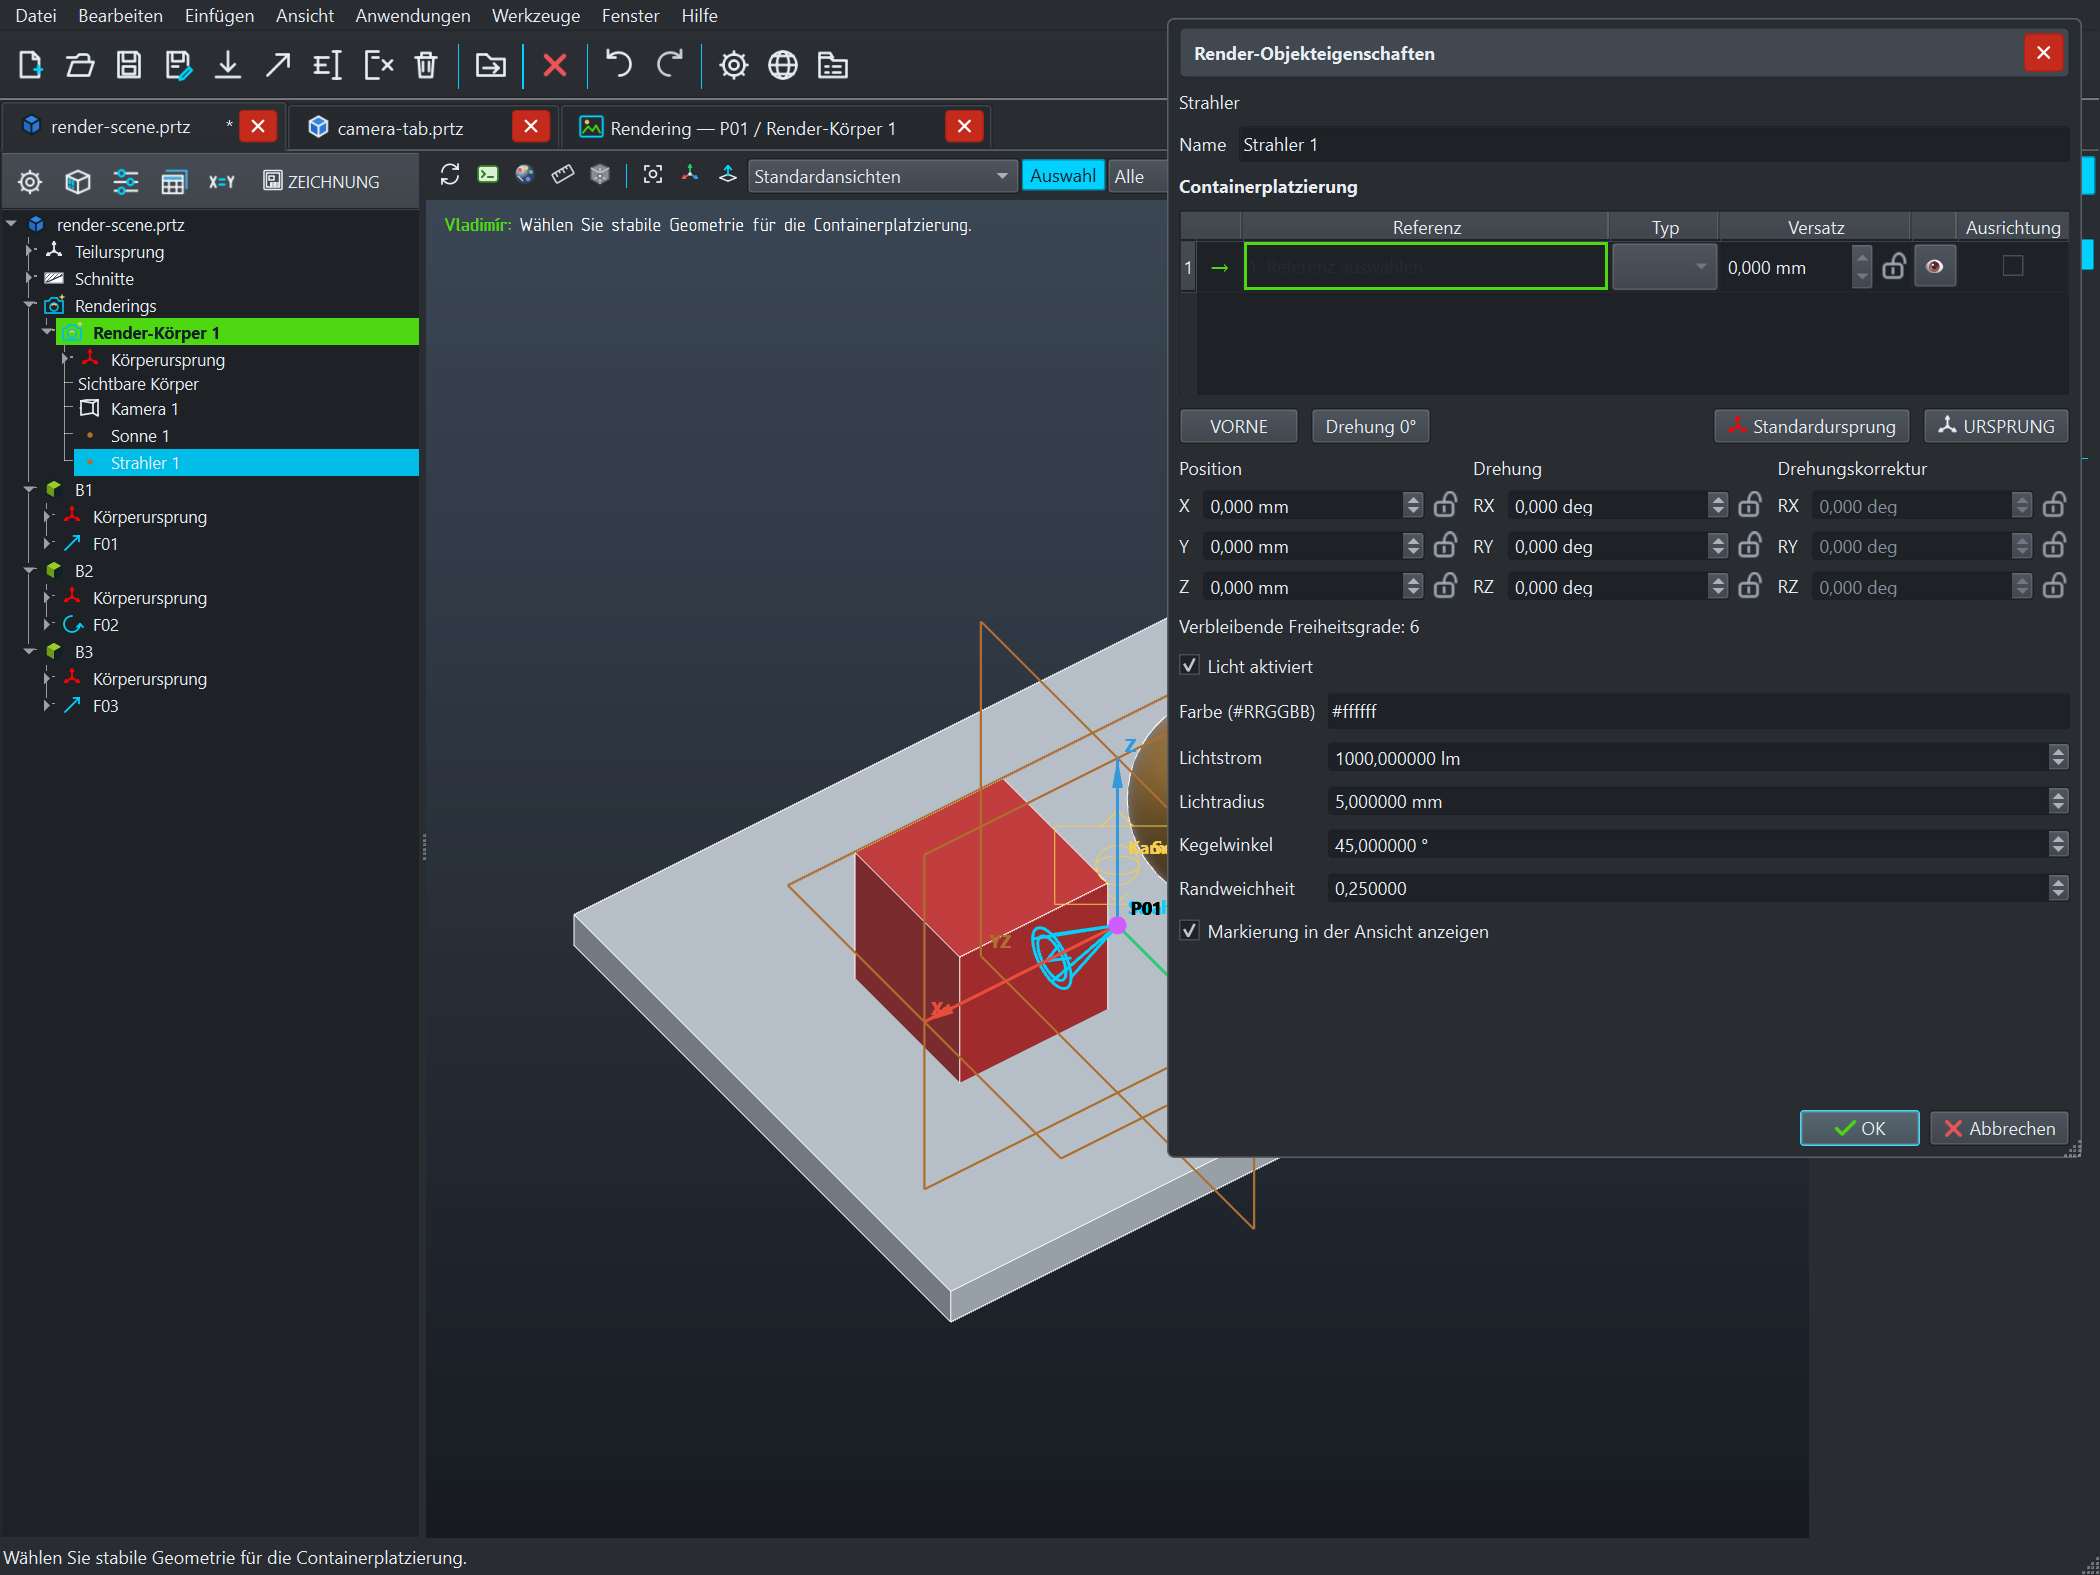 Datei Bearbeiten Einfügen Ansicht Anwendungen Werkzeuge Fenster Hilfe
render-scene.prtz *
camera-tab.prtz
Rendering — P01 / Render-Körper 1
X=Y
ZEICHNUNG
Standardansichten
Auswahl
Alle
Vladimír: Wählen Sie stabile Geometrie für die Containerplatzierung.
render-scene.prtz
Teilursprung
Schnitte
Renderings
Render-Körper 1
Körperursprung
Sichtbare Körper
Kamera 1
Sonne 1
Strahler 1
B1
Körperursprung
F01
B2
Körperursprung
F02
B3
Körperursprung
F03
Z
P01
YZ
X
Render-Objekteigenschaften
Strahler
Name Strahler 1
Containerplatzierung
Referenz Typ Versatz Ausrichtung
1 Referenz auswählen 0,000 mm
VORNE Drehung 0° Standardursprung URSPRUNG
Position Drehung Drehungskorrektur
X 0,000 mm RX 0,000 deg RX 0,000 deg
Y 0,000 mm RY 0,000 deg RY 0,000 deg
Z 0,000 mm RZ 0,000 deg RZ 0,000 deg
Verbleibende Freiheitsgrade: 6
Licht aktiviert
Farbe (#RRGGBB) #ffffff
Lichtstrom 1000,000000 lm
Lichtradius 5,000000 mm
Kegelwinkel 45,000000 °
Randweichheit 0,250000
Markierung in der Ansicht anzeigen
OK Abbrechen
Wählen Sie stabile Geometrie für die Containerplatzierung.